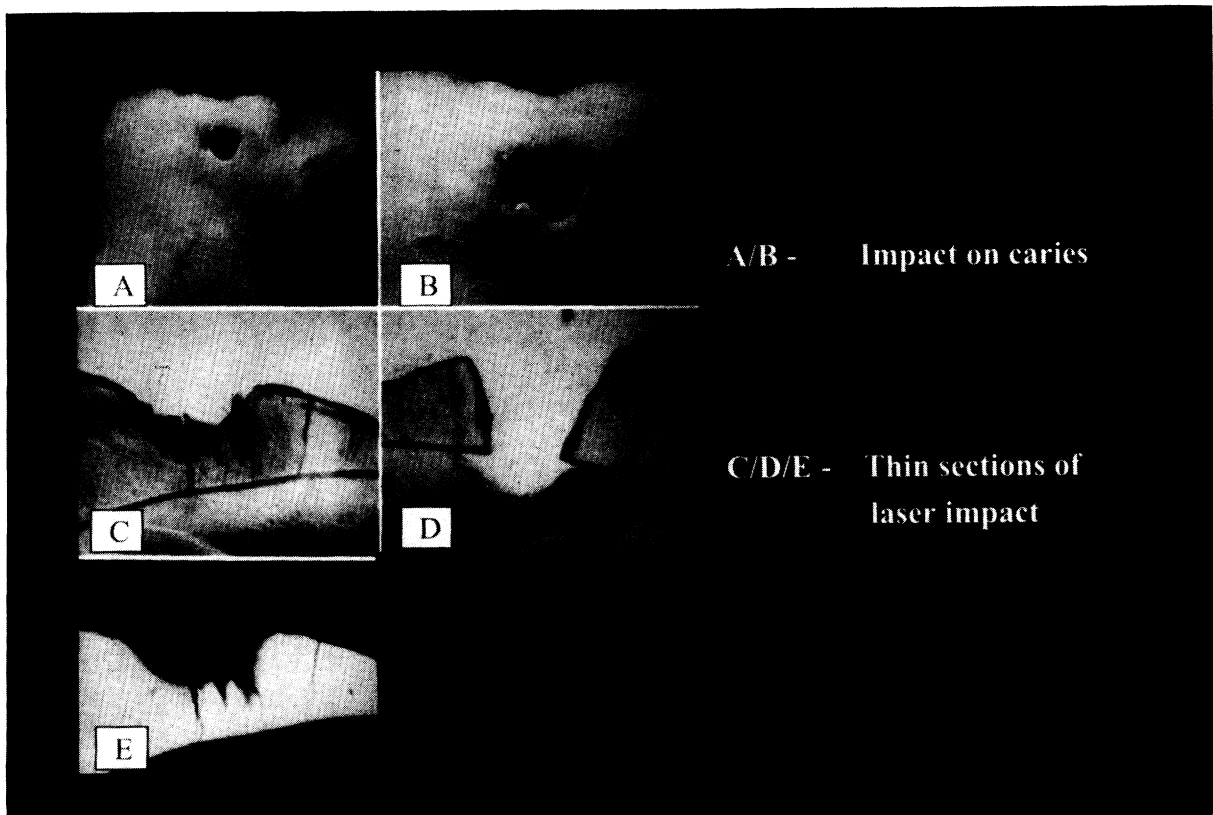 A
B
A/B - Impact on caries
C
D
C/D/E - Thin sections of
laser impact
E